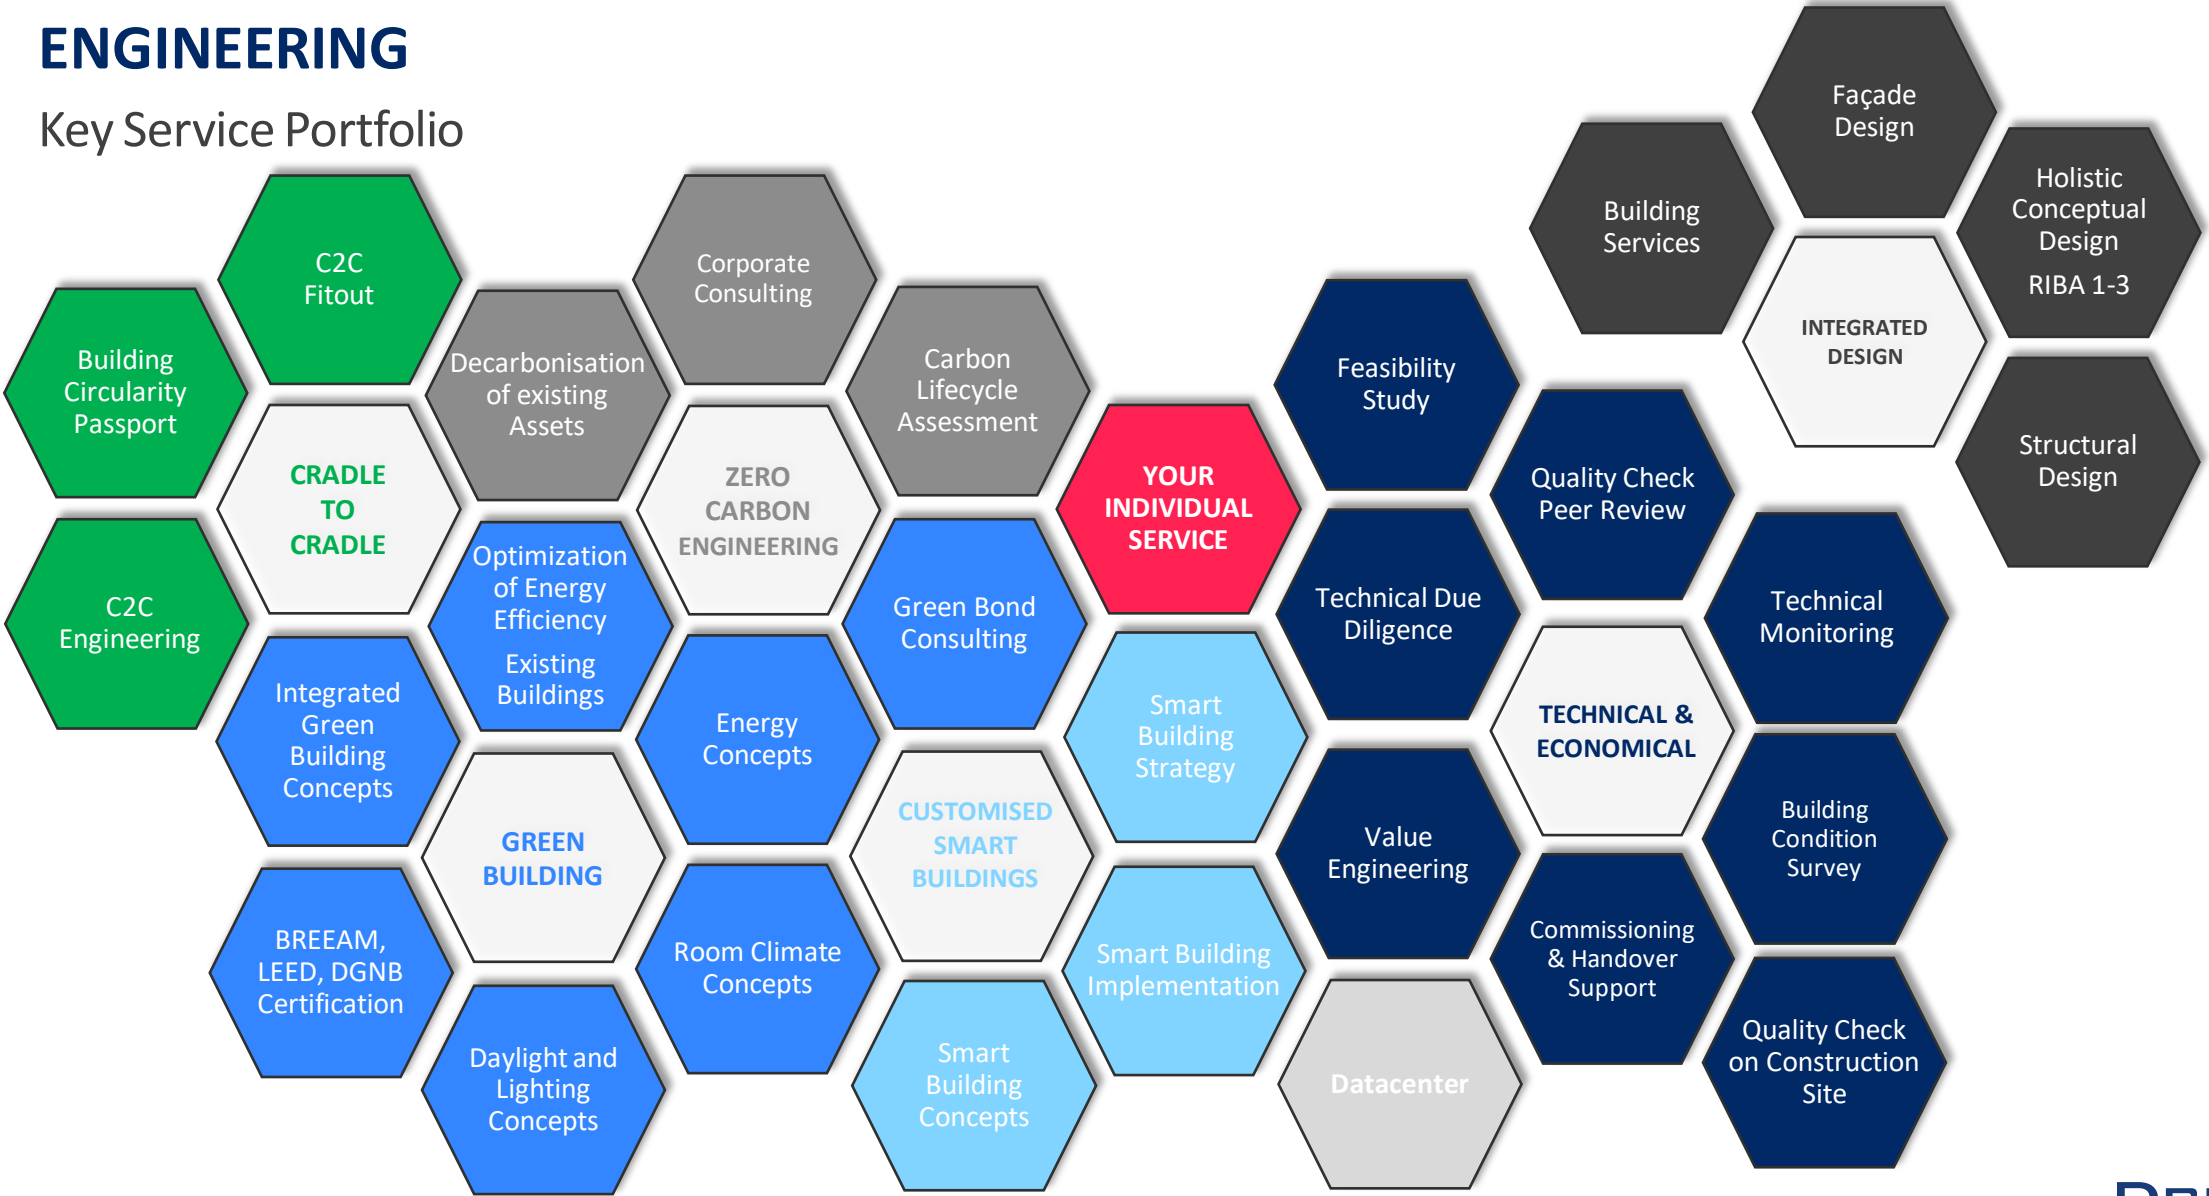 ENGINEERING
Key Service Portfolio
Façade
Design
Building
Services
Holistic
Conceptual
Design
RIBA 1-3
INTEGRATED
DESIGN
Structural
Design
C2C
Fitout
Building
Circularity
Passport
CRADLE
TO
CRADLE
C2C
Engineering
Corporate
Consulting
Decarbonisation
of existing
Assets
Carbon
Lifecycle
Assessment
ZERO
CARBON
ENGINEERING
YOUR
INDIVIDUAL
SERVICE
Optimization
of Energy
Efficiency
Existing
Buildings
Green Bond
Consulting
Integrated
Green
Building
Concepts
Energy
Concepts
GREEN
BUILDING
BREEAM,
LEED, DGNB
Certification
Room Climate
Concepts
Daylight and
Lighting
Concepts
Smart
Building
Strategy
CUSTOMISED
SMART
BUILDINGS
Smart Building
Implementation
Smart
Building
Concepts
Feasibility
Study
Quality Check
Peer Review
Technical Due
Diligence
Technical
Monitoring
TECHNICAL &
ECONOMICAL
Value
Engineering
Building
Condition
Survey
Commissioning
& Handover
Support
Quality Check
on Construction
Site
Datacenter